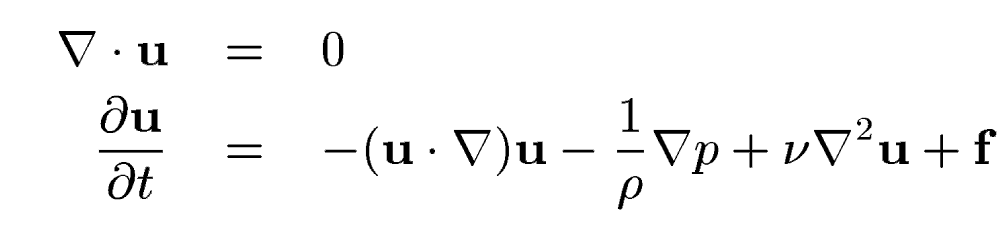 ∇ · 𝐮 = 0
∂𝐮/∂t = −(𝐮 · ∇)𝐮 − 1/ρ ∇p + ν∇²𝐮 + 𝐟